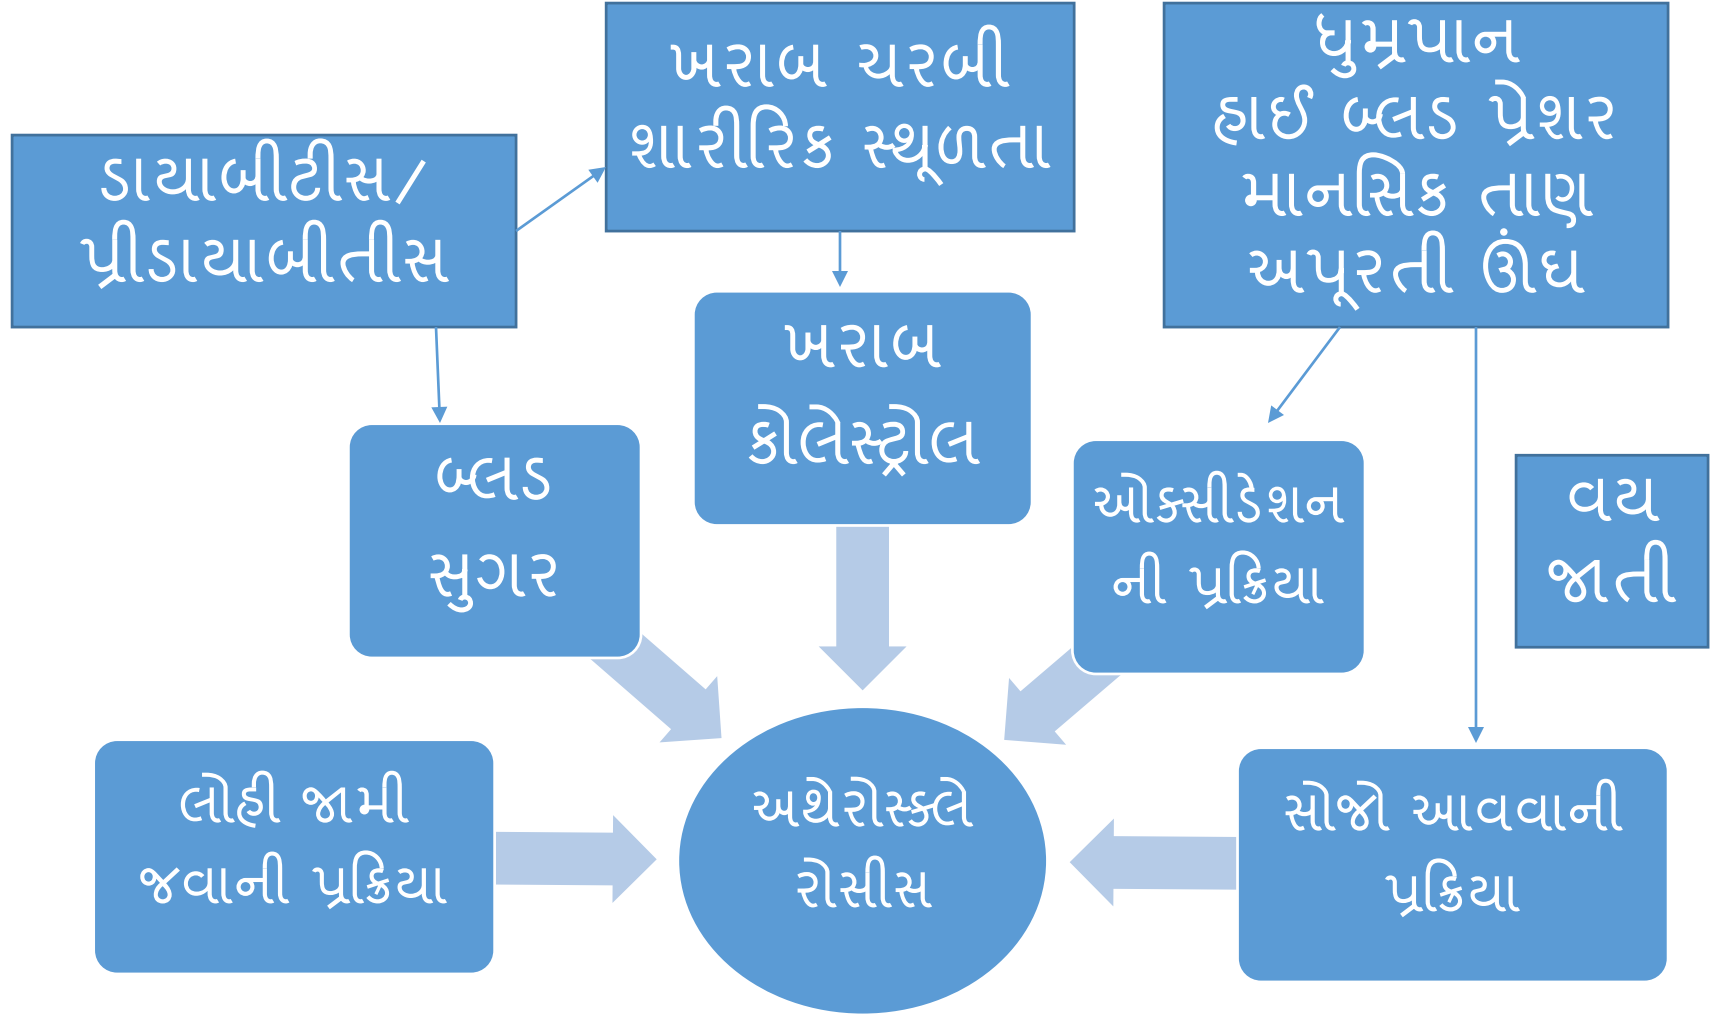 ડાયાબીટીસ/
પ્રીડાયાબીતીસ
ખરાબ ચરબી
શારીરિક સ્થૂળતા
ધુમ્રપાન
હાઈ બ્લડ પ્રેશર
માનસિક તાણ
અપૂરતી ઊંઘ
બ્લડ
સુગર
ખરાબ
કોલેસ્ટ્રોલ
ઓક્સીડેશન
ની પ્રક્રિયા
વય
જાતી
લોહી જામી
જવાની પ્રક્રિયા
અથેરોસ્ક્લે
રોસીસ
સોજો આવવાની
પ્રક્રિયા